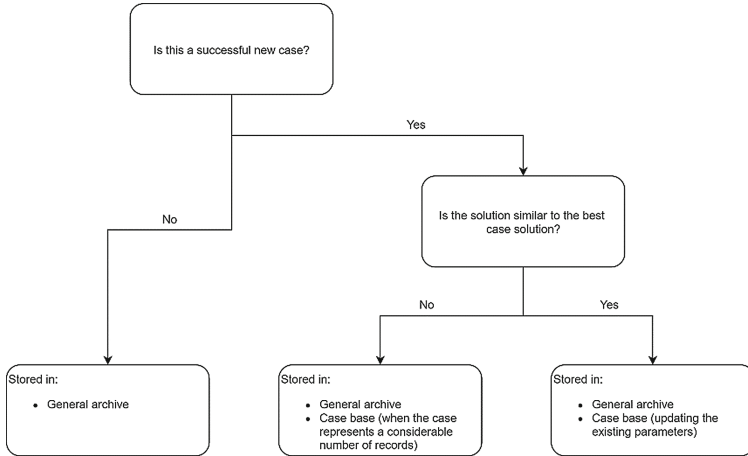 Is this a successful new case?
Yes
No
Is the solution similar to the best
case solution?
No
Yes
Stored in:
• General archive
Stored in:
• General archive
• Case base (when the case
represents a considerable
number of records)
Stored in:
• General archive
• Case base (updating the
existing parameters)